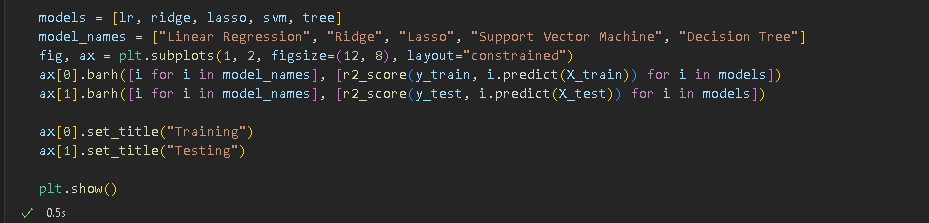 models = [lr, ridge, lasso, svm, tree]
model_names = ["Linear Regression", "Ridge", "Lasso", "Support Vector Machine", "Decision Tree"]
fig, ax = plt.subplots(1, 2, figsize=(12, 8), layout="constrained")
ax[0].barh([i for i in model_names], [r2_score(y_train, i.predict(X_train)) for i in models])
ax[1].barh([i for i in model_names], [r2_score(y_test, i.predict(X_test)) for i in models])
ax[0].set_title("Training")
ax[1].set_title("Testing")
plt.show()
0.5s